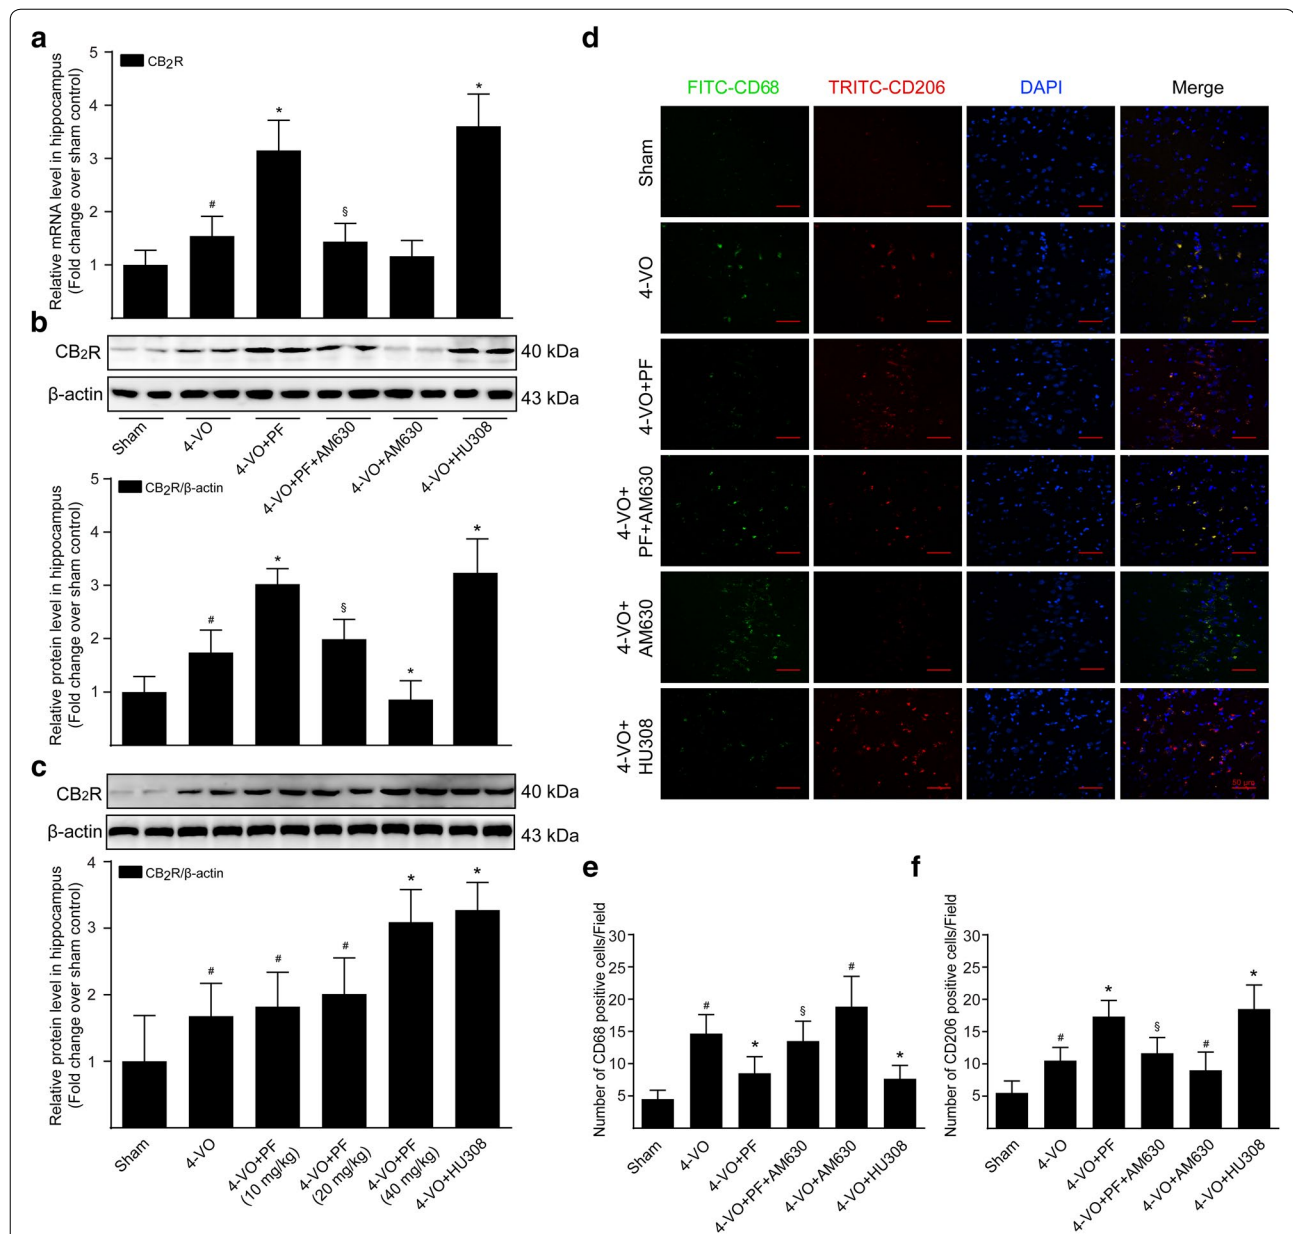 a
Relative mRNA level in hippocampus
(Fold change over sham control)
5
4
3
2
1
CB2R
#
*
§
*
b
CB2R
40 kDa
β-actin
43 kDa
Sham
4-VO
4-VO+PF
4-VO+PF+AM630
4-VO+AM630
4-VO+HU308
Relative protein level in hippocampus
(Fold change over sham control)
5
4
3
2
1
CB2R/β-actin
#
*
§
*
*
c
CB2R
40 kDa
β-actin
43 kDa
Relative protein level in hippocampus
(Fold change over sham control)
4
3
2
1
CB2R/β-actin
#
#
#
*
*
Sham
4-VO
4-VO+PF
(10 mg/kg)
4-VO+PF
(20 mg/kg)
4-VO+PF
(40 mg/kg)
4-VO+HU308
d
FITC-CD68
TRITC-CD206
DAPI
Merge
Sham
4-VO
4-VO+PF
4-VO+
PF+AM630
4-VO+
AM630
4-VO+
HU308
50 μm
e
Number of CD68 positive cells/Field
30
25
20
15
10
5
#
*
§
#
*
Sham
4-VO
4-VO+PF
4-VO+PF+AM630
4-VO+AM630
4-VO+HU308
f
Number of CD206 positive cells/Field
30
25
20
15
10
5
#
*
§
#
*
Sham
4-VO
4-VO+PF
4-VO+PF+AM630
4-VO+AM630
4-VO+HU308